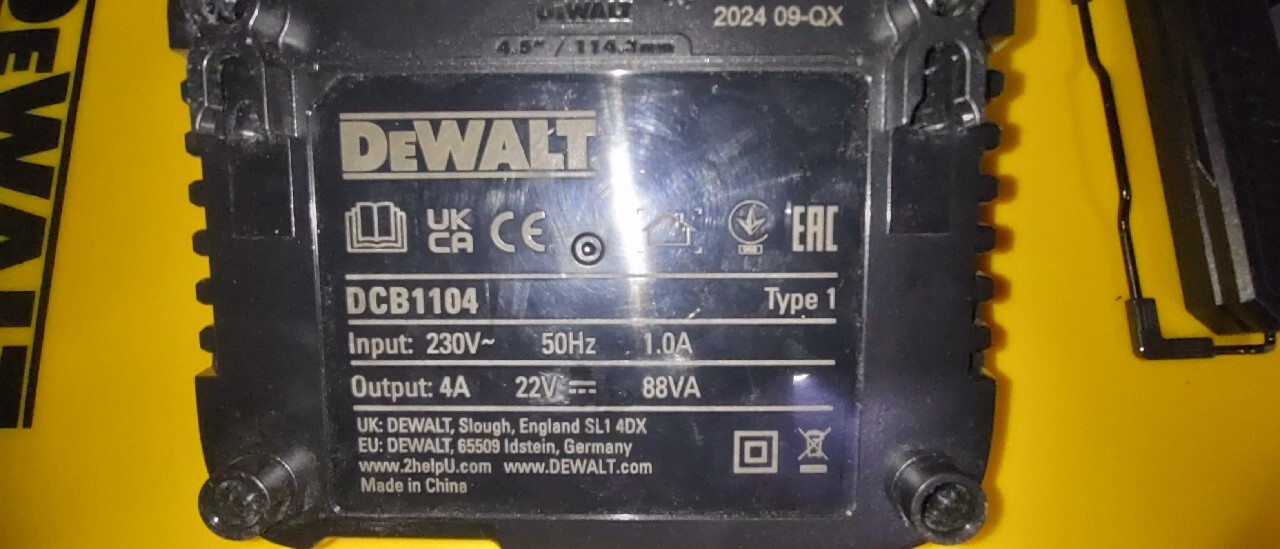 DEWALT
DEWALT
2024 09-QX
4.5" / 114.3mm
DEWALT
UK
CA
CE
EAC
DCB1104 Type 1
Input: 230V~ 50Hz 1.0A
Output: 4A 22V⎓ 88VA
UK: DEWALT, Slough, England SL1 4DX
EU: DEWALT, 65509 Idstein, Germany
www.2helpU.com www.DEWALT.com
Made in China